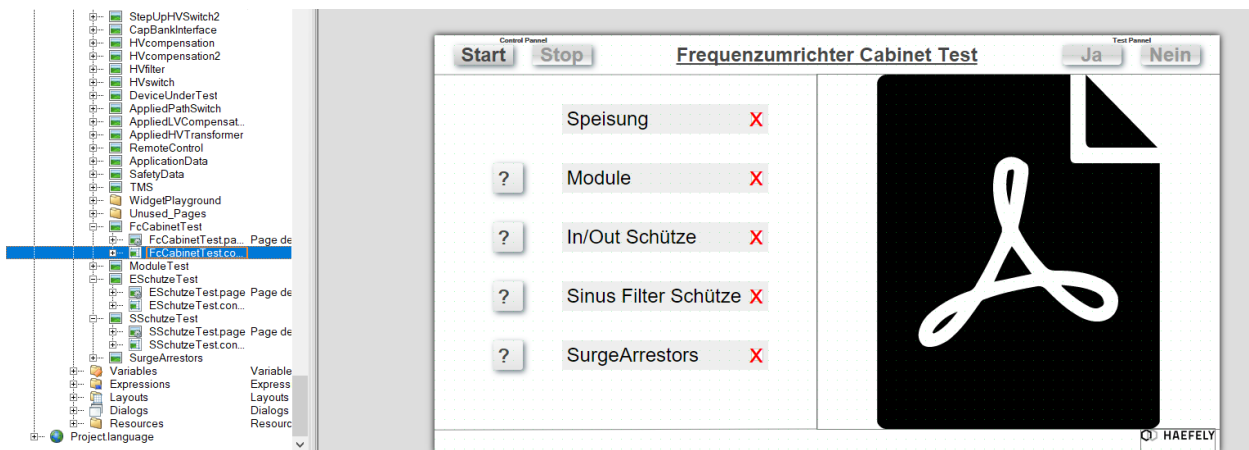 StepUpHVSwitch2
CapBankInterface
HVcompensation
HVcompensation2
HVfilter
HVswitch
DeviceUnderTest
AppliedPathSwitch
AppliedLVCompensat...
AppliedHVTransformer
RemoteControl
ApplicationData
SafetyData
TMS
WidgetPlayground
Unused_Pages
FcCabinetTest
FcCabinetTest.pa... Page de
FcCabinetTest.co...
ModuleTest
ESchutzeTest
ESchutzeTest.page Page de
ESchutzeTest.con...
SSchutzeTest
SSchutzeTest.page Page de
SSchutzeTest.con...
SurgeArrestors
Variables Variable
Expressions Express
Layouts Layouts
Dialogs Dialogs
Resources Resourc
Project.language
Control Pannel
Start Stop
Frequenzumrichter Cabinet Test
Test Pannel
Ja Nein
Speisung X
? Module X
? In/Out Schütze X
? Sinus Filter Schütze X
? SurgeArrestors X
HAEFELY